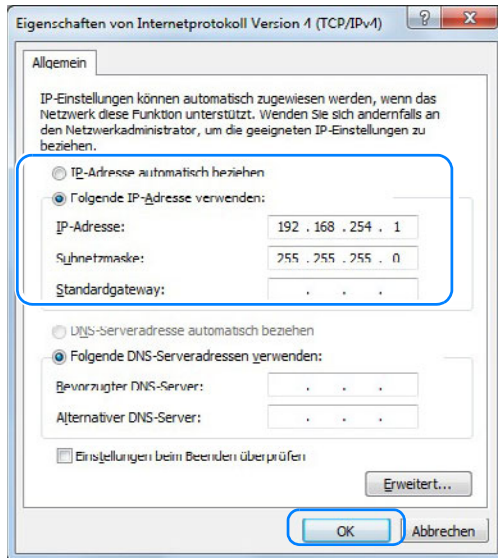 Eigenschaften von Internetprotokoll Version 4 (TCP/IPv4)
Allgemein
IP-Einstellungen können automatisch zugewiesen werden, wenn das
Netzwerk diese Funktion unterstützt. Wenden Sie sich andernfalls an
den Netzwerkadministrator, um die geeigneten IP-Einstellungen zu
beziehen.
IP-Adresse automatisch beziehen
Folgende IP-Adresse verwenden:
IP-Adresse: 192 . 168 . 254 . 1
Subnetzmaske: 255 . 255 . 255 . 0
Standardgateway: . . .
DNS-Serveradresse automatisch beziehen
Folgende DNS-Serveradressen verwenden:
Bevorzugter DNS-Server: . . .
Alternativer DNS-Server: . . .
Einstellungen beim Beenden überprüfen
Erweitert...
OK Abbrechen